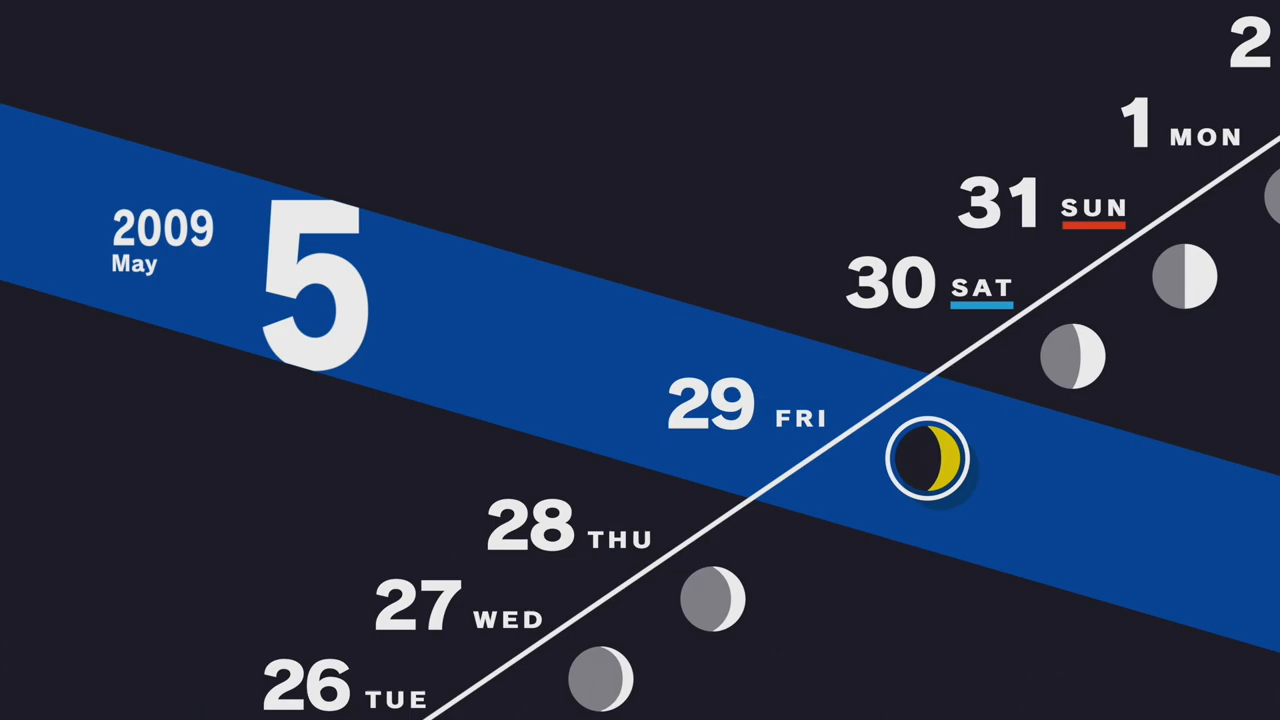 2
1 MON
31 SUN
30 SAT
2009
May
5
29 FRI
28 THU
27 WED
26 TUE